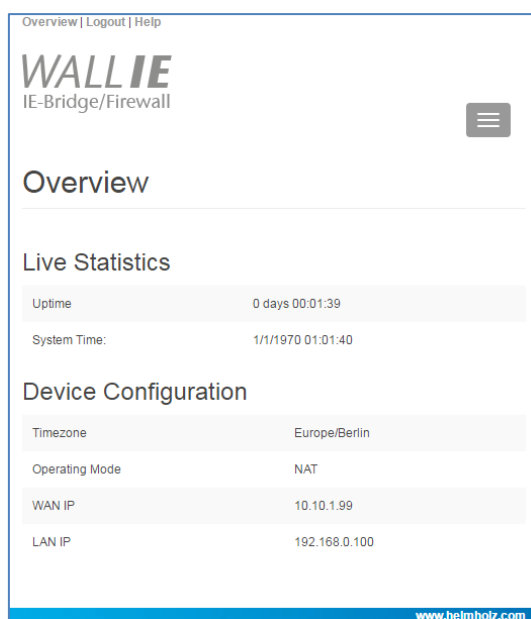 Overview | Logout | Help
WALL IE
IE-Bridge/Firewall
Overview
Live Statistics
Uptime 0 days 00:01:39
System Time: 1/1/1970 01:01:40
Device Configuration
Timezone Europe/Berlin
Operating Mode NAT
WAN IP 10.10.1.99
LAN IP 192.168.0.100
www.helmholz.com